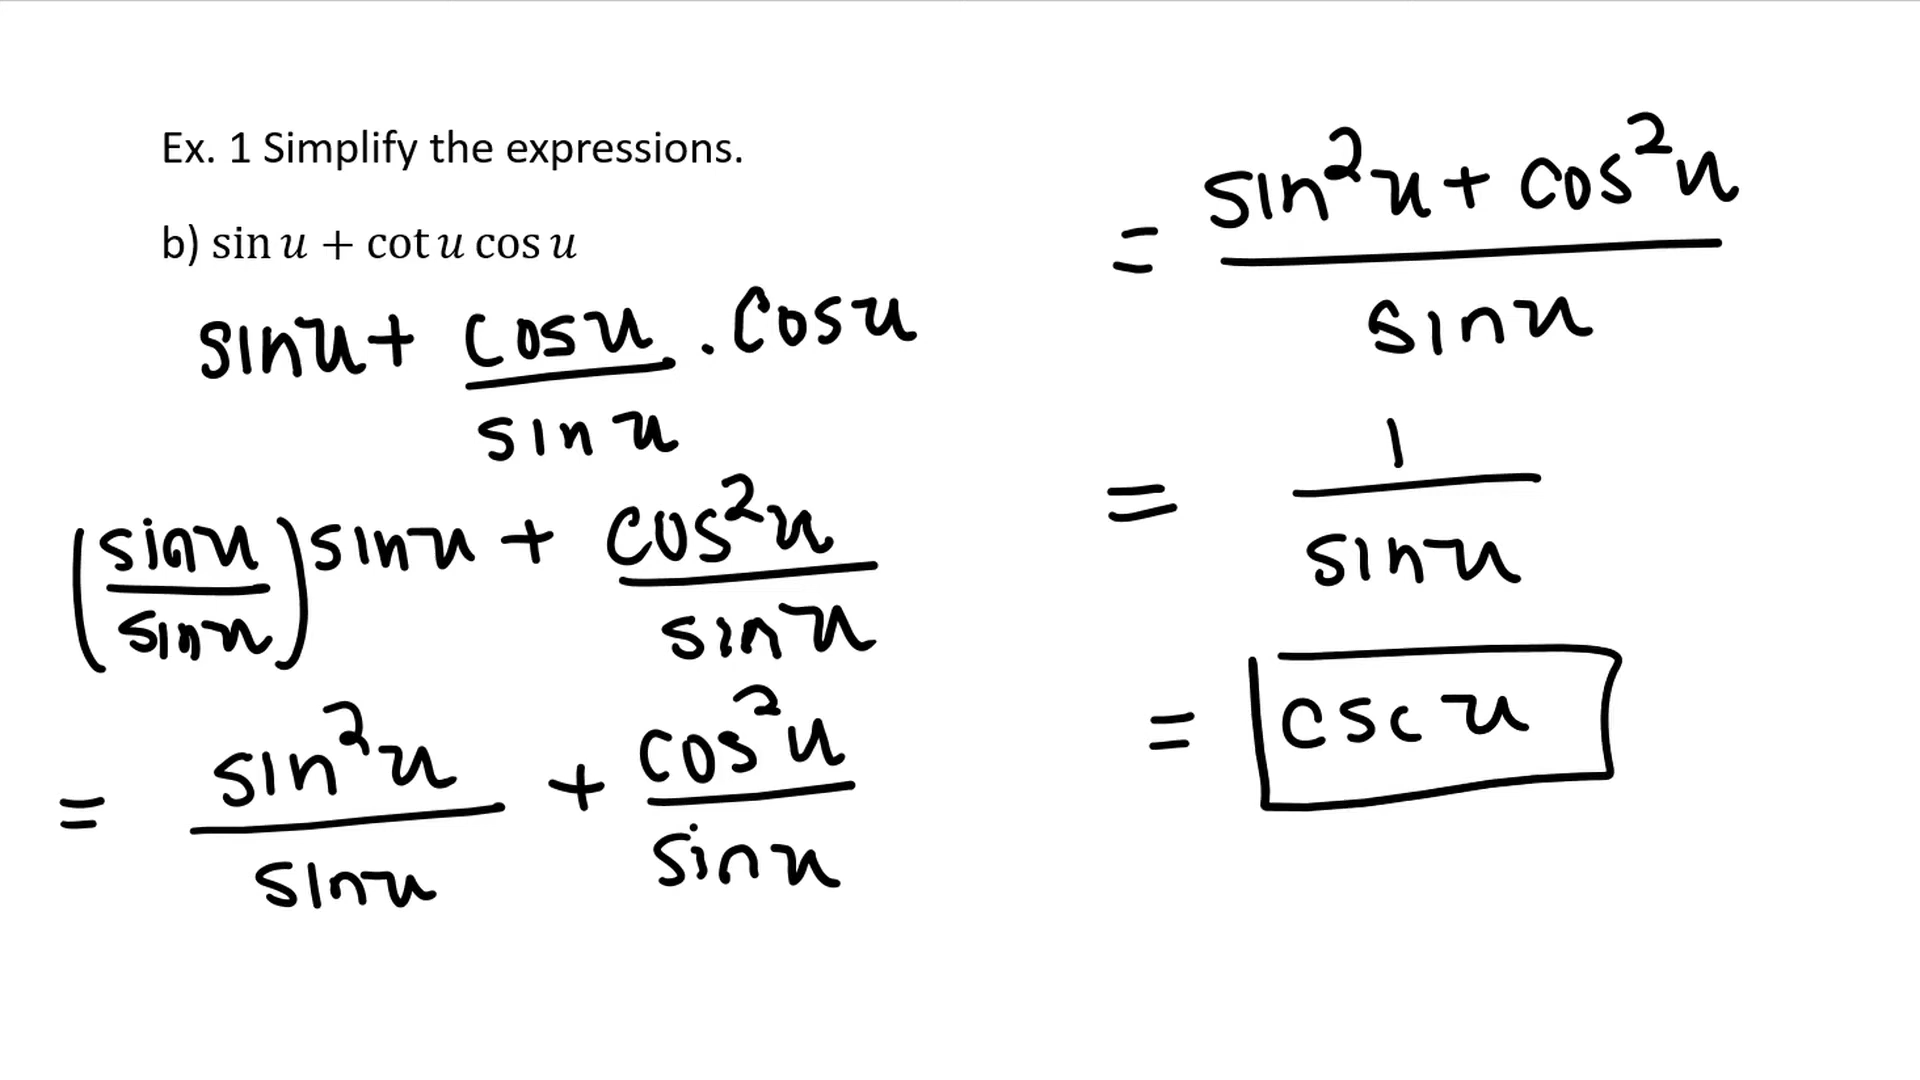 Ex. 1 Simplify the expressions.
b) sin u + cot u cos u
sin u + cos u / sin u · cos u
(sin u / sin u) sin u + cos²u / sin u
= sin²u / sin u + cos²u / sin u
= sin²u + cos²u / sin u
= 1 / sin u
= csc u